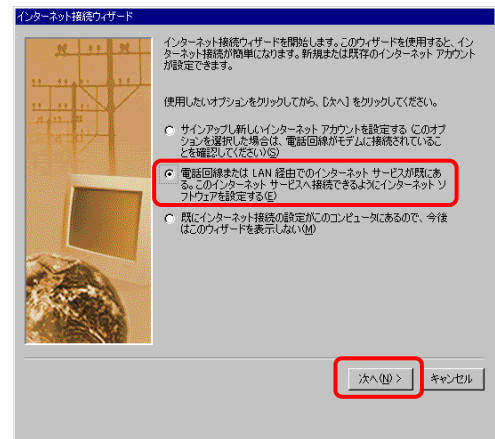 インターネット接続ウィザード
インターネット接続ウィザードを開始します。このウィザードを使用すると、イン
ターネット接続が簡単になります。新規または既存のインターネット アカウント
が設定できます。
使用したいオプションをクリックしてから、[次へ] をクリックしてください。
サインアップし新しいインターネット アカウントを設定する (このオプ
ションを選択した場合は、電話回線がモデムに接続されているこ
とを確認してください)(S)
電話回線または LAN 経由でのインターネット サービスが既にあ
る。このインターネット サービスへ接続できるようにインターネット ソ
フトウェアを設定する(E)
既にインターネット接続の設定がこのコンピュータにあるので、今後
はこのウィザードを表示しない(M)
次へ(N) >
キャンセル